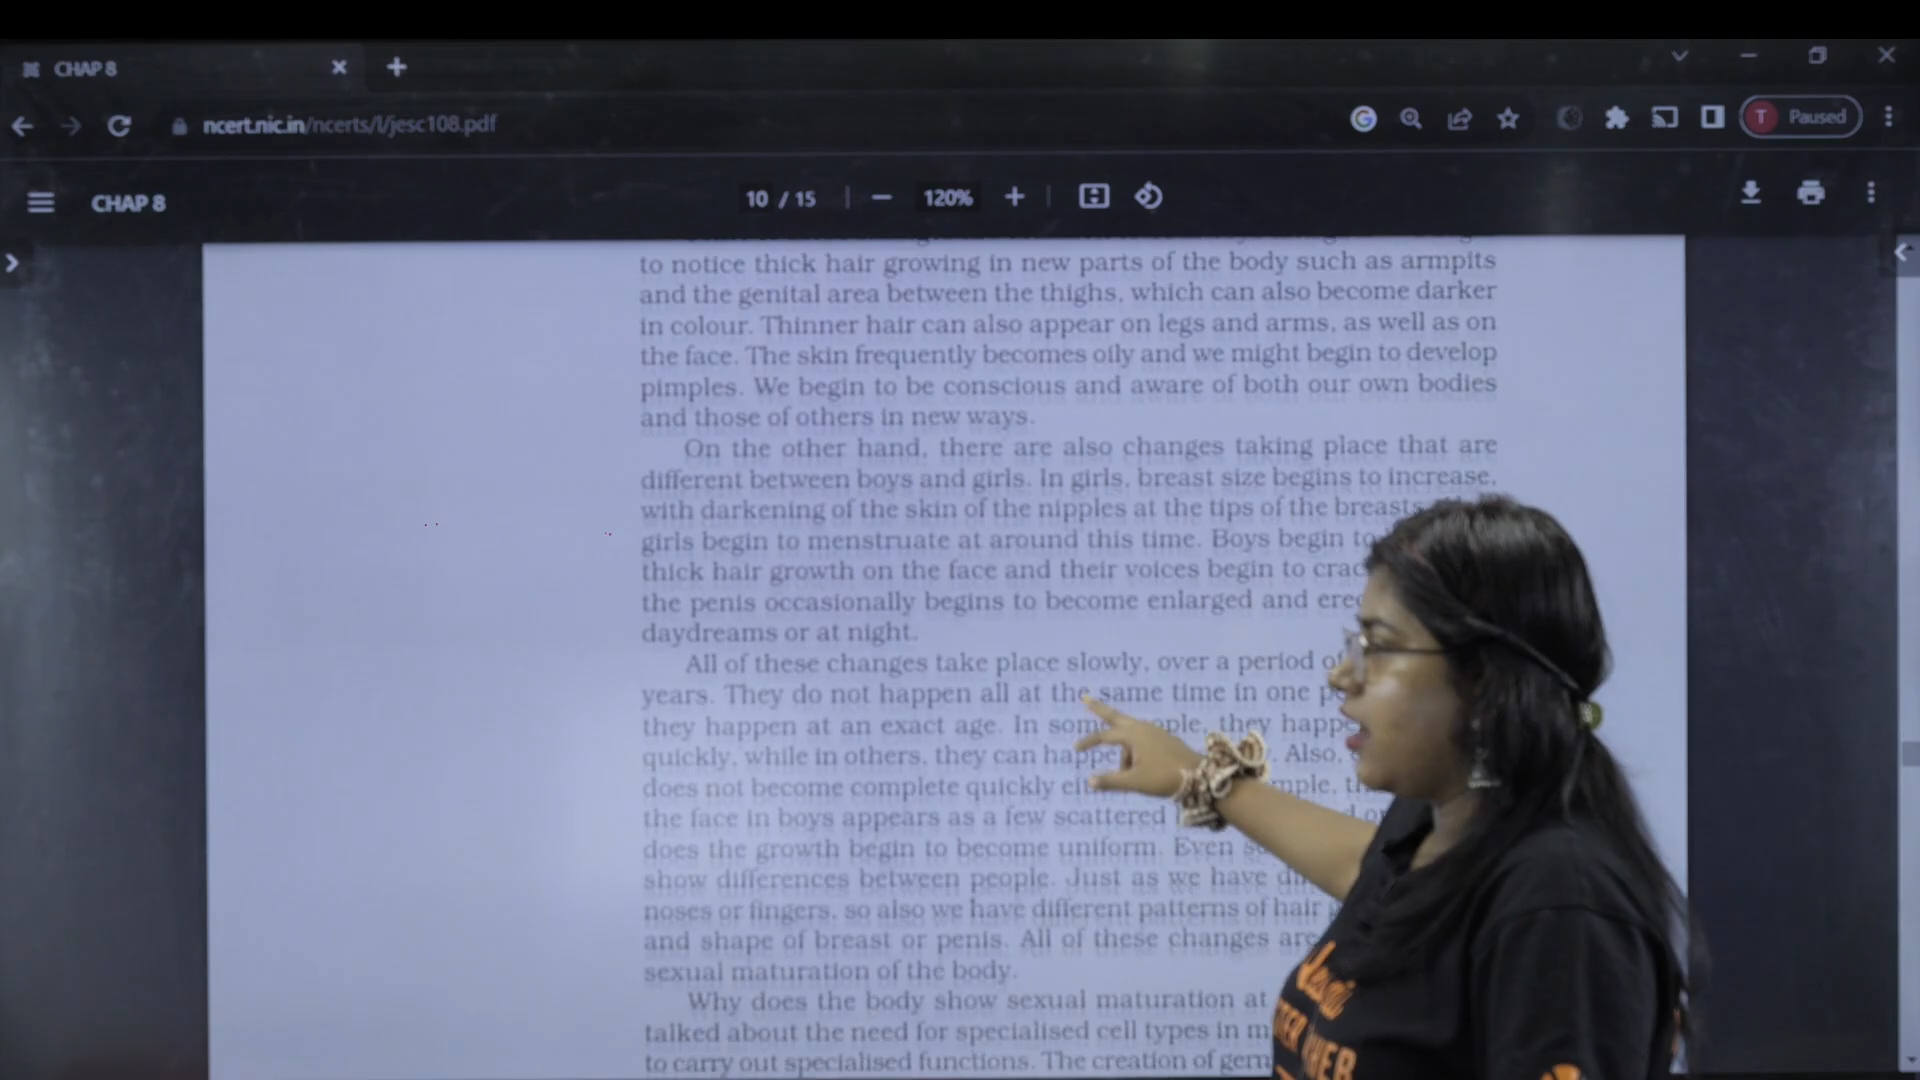 CHAP 8
ncert.nic.in/ncerts/l/jesc108.pdf
T Paused
CHAP 8
10 / 15
120%
to notice thick hair growing in new parts of the body such as armpits
and the genital area between the thighs, which can also become darker
in colour. Thinner hair can also appear on legs and arms, as well as on
the face. The skin frequently becomes oily and we might begin to develop
pimples. We begin to be conscious and aware of both our own bodies
and those of others in new ways.
On the other hand, there are also changes taking place that are
different between boys and girls. In girls, breast size begins to increase,
with darkening of the skin of the nipples at the tips of the breasts
girls begin to menstruate at around this time. Boys begin to
thick hair growth on the face and their voices begin to
the penis occasionally begins to become enlarged and
daydreams or at night.
All of these changes take place slowly, over a period
years. They do not happen all at the same time in one
they happen at an exact age. In some they
quickly, while in others, they can Also,
does not become complete quickly
the face in boys appears as a few scattered
does the growth begin to become uniform. Even
show differences between people. Just as we have
noses or fingers, so also we have different patterns of hair
and shape of breast or penis. All of these changes are
sexual maturation of the body.
Why does the body show sexual maturation at
talked about the need for specialised cell types in
to carry out specialised functions. The creation of